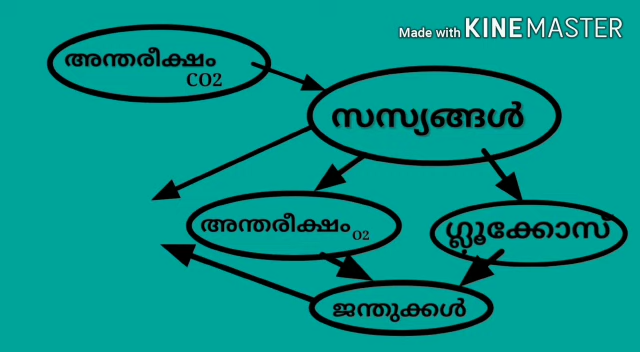 Made with KINEMASTER
അന്തരീക്ഷം
CO2
സസ്യങ്ങൾ
അന്തരീക്ഷം O2
ഗ്ലൂക്കോസ്
ജന്തുക്കൾ